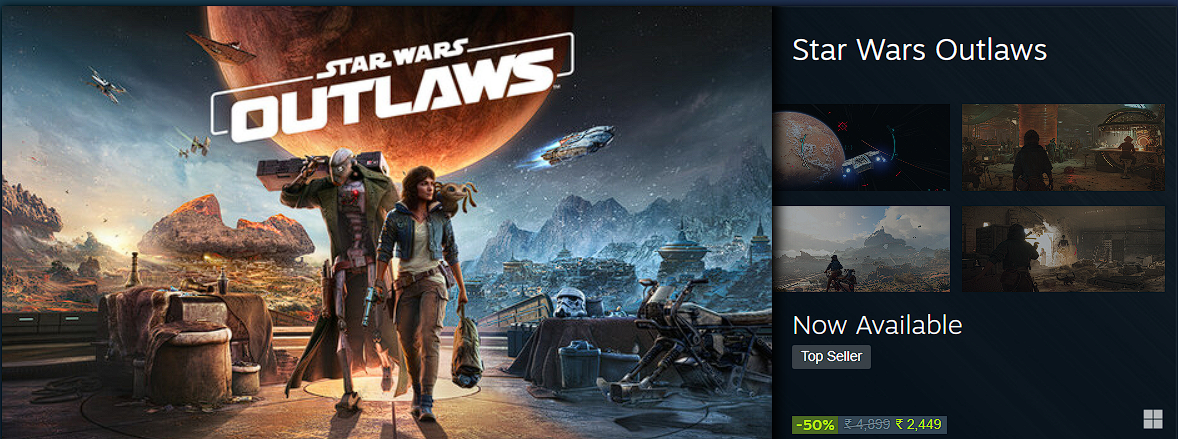 STAR WARS
OUTLAWS
Star Wars Outlaws
Now Available
Top Seller
-50% ₹ 4,899 ₹ 2,449